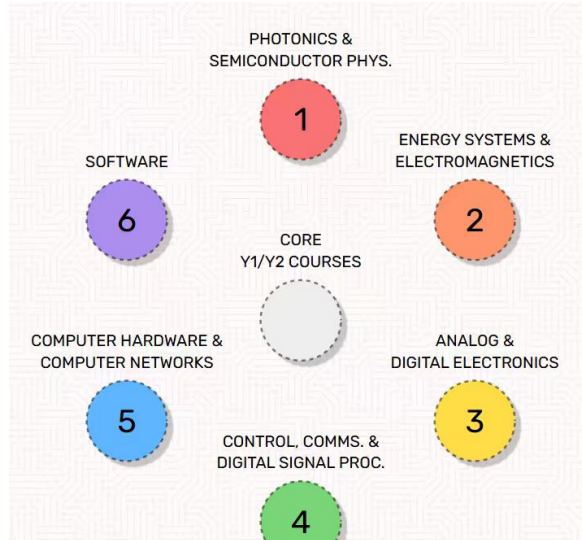 PHOTONICS &
SEMICONDUCTOR PHYS.
1
ENERGY SYSTEMS &
ELECTROMAGNETICS
2
SOFTWARE
6
CORE
Y1/Y2 COURSES
COMPUTER HARDWARE &
COMPUTER NETWORKS
5
ANALOG &
DIGITAL ELECTRONICS
3
CONTROL, COMMS. &
DIGITAL SIGNAL PROC.
4